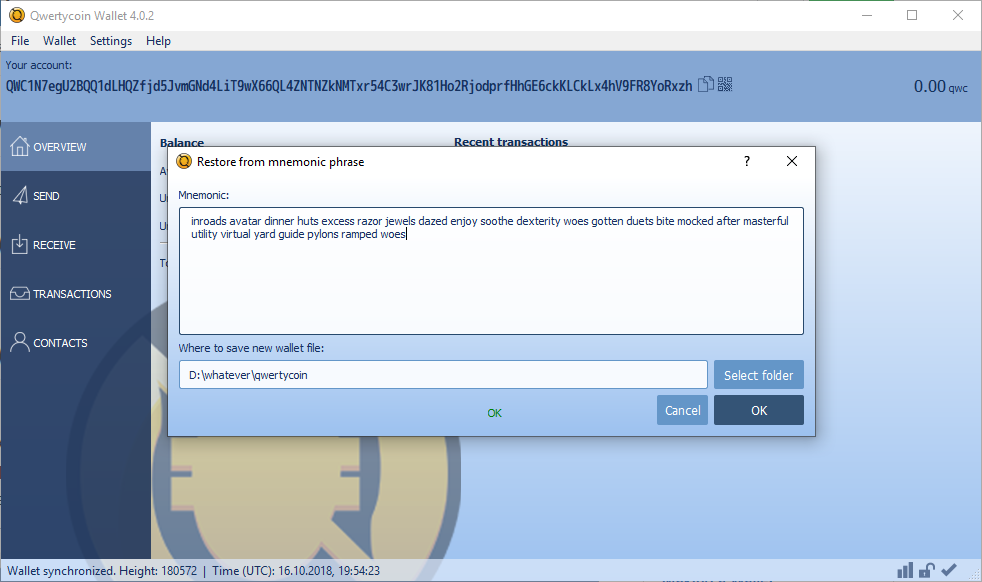 Qwertycoin Wallet 4.0.2
File Wallet Settings Help
Your account:
QWC1N7egU2BQQ1dLHQZfjd5JvmGNd4LiT9wX66QL4ZNTNZkNMTxr54C3wrJK81Ho2RjodprfHhGE6ckKLCkLx4hV9FR8YoRxzh
0.00 qwc
OVERVIEW
SEND
RECEIVE
TRANSACTIONS
CONTACTS
Balance
Recent transactions
Restore from mnemonic phrase
?
Mnemonic:
inroads avatar dinner huts excess razor jewels dazed enjoy soothe dexterity woes gotten duets bite mocked after masterful
utility virtual yard guide pylons ramped woes
Where to save new wallet file:
D:\whatever\qwertycoin
Select folder
OK
Cancel
OK
Wallet synchronized. Height: 180572 | Time (UTC): 16.10.2018, 19:54:23